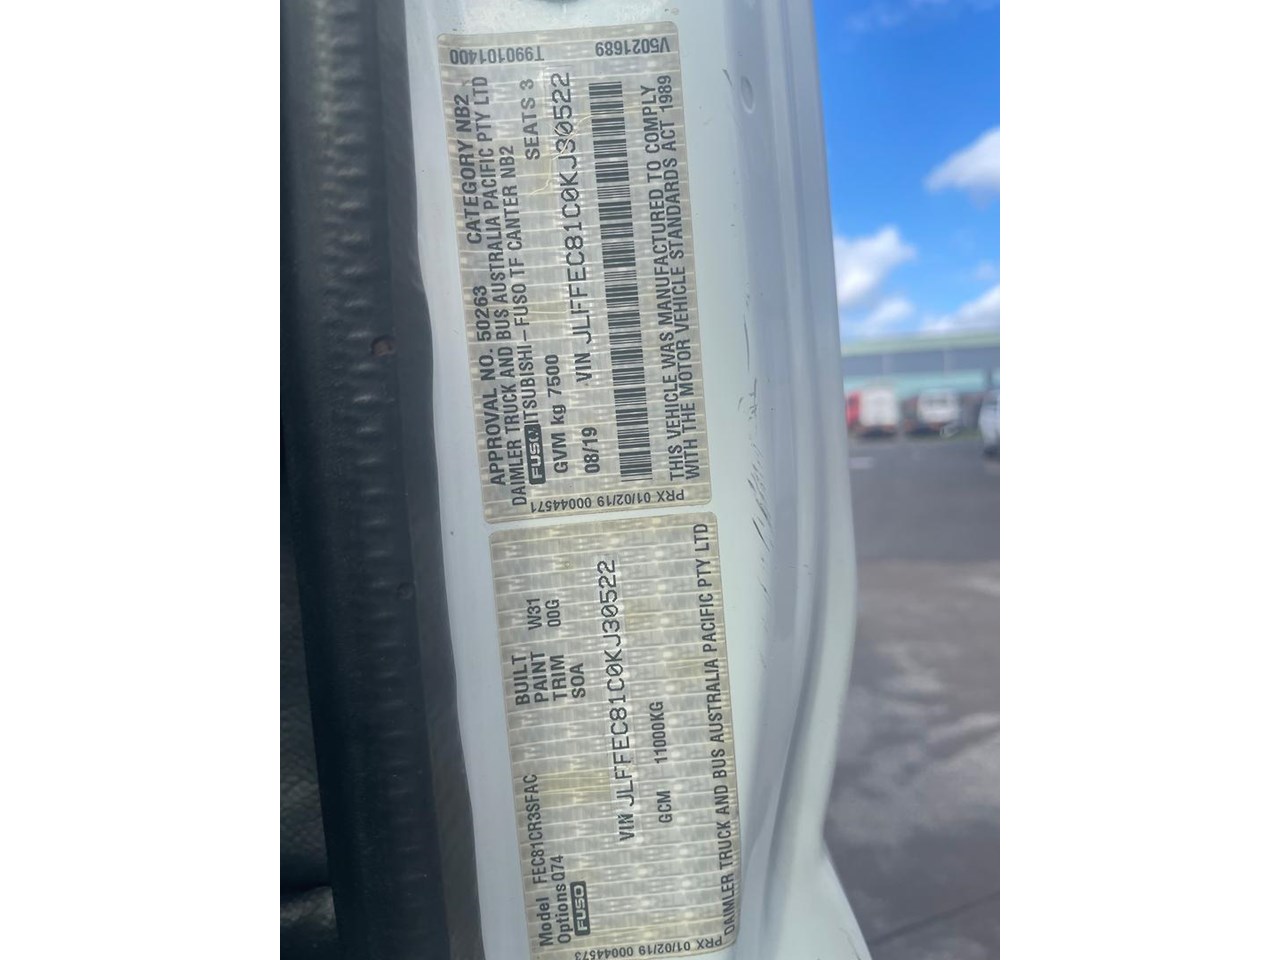 T990101400 V5021689
APPROVAL NO. 50263 CATEGORY NB2
DAIMLER TRUCK AND BUS AUSTRALIA PACIFIC PTY LTD
FUSO ITSUBISHI - FUSO TF CANTER NB2
GVM kg 7500 SEATS 3
08/19 VIN JLFFEC81C0KJ30522
THIS VEHICLE WAS MANUFACTURED TO COMPLY
WITH THE MOTOR VEHICLE STANDARDS ACT 1989
PRX 01/02/19 00044571
Model FEC81CR3SFAC BUILT W31
Options 074 PAINT 00G
TRIM
SOA
FUSO
VIN JLFFEC81C0KJ30522
GCM 11000KG
DAIMLER TRUCK AND BUS AUSTRALIA PACIFIC PTY LTD
PRX 01/02/19 00044573